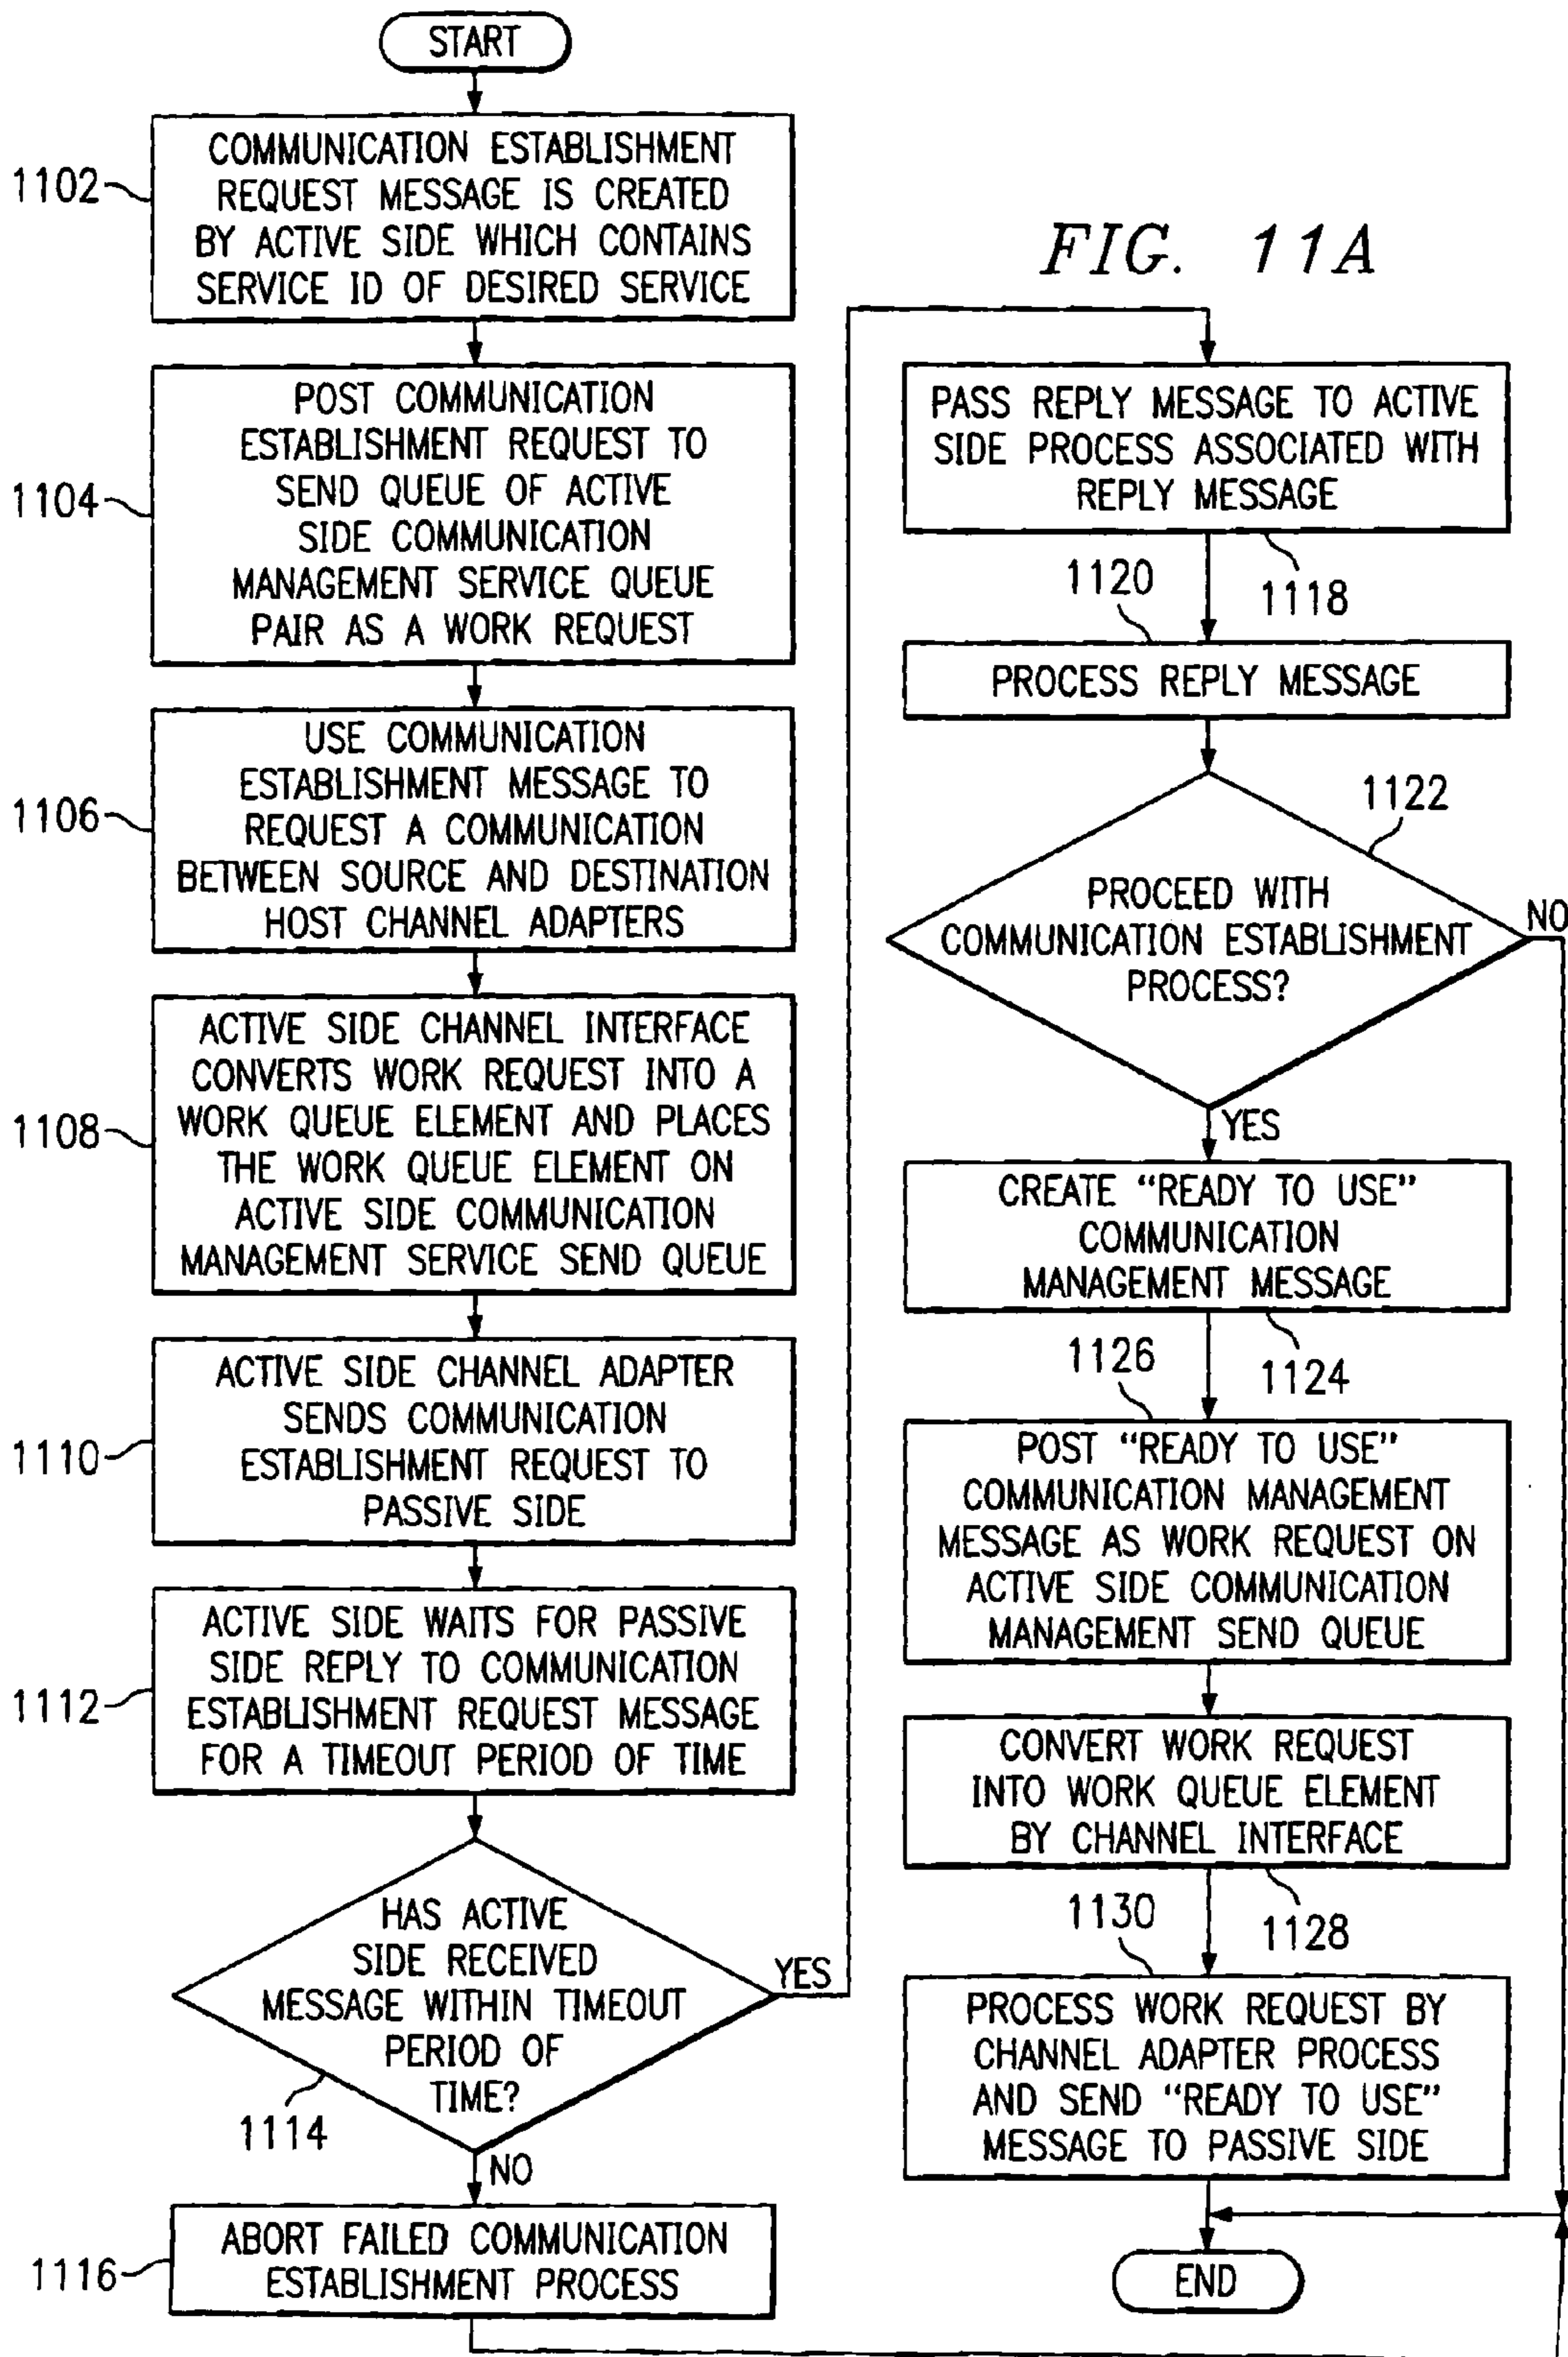 START
1102
COMMUNICATION ESTABLISHMENT
REQUEST MESSAGE IS CREATED
BY ACTIVE SIDE WHICH CONTAINS
SERVICE ID OF DESIRED SERVICE
1104
POST COMMUNICATION
ESTABLISHMENT REQUEST TO
SEND QUEUE OF ACTIVE
SIDE COMMUNICATION
MANAGEMENT SERVICE QUEUE
PAIR AS A WORK REQUEST
1106
USE COMMUNICATION
ESTABLISHMENT MESSAGE TO
REQUEST A COMMUNICATION
BETWEEN SOURCE AND DESTINATION
HOST CHANNEL ADAPTERS
1108
ACTIVE SIDE CHANNEL INTERFACE
CONVERTS WORK REQUEST INTO A
WORK QUEUE ELEMENT AND PLACES
THE WORK QUEUE ELEMENT ON
ACTIVE SIDE COMMUNICATION
MANAGEMENT SERVICE SEND QUEUE
1110
ACTIVE SIDE CHANNEL ADAPTER
SENDS COMMUNICATION
ESTABLISHMENT REQUEST TO
PASSIVE SIDE
1112
ACTIVE SIDE WAITS FOR PASSIVE
SIDE REPLY TO COMMUNICATION
ESTABLISHMENT REQUEST MESSAGE
FOR A TIMEOUT PERIOD OF TIME
HAS ACTIVE
SIDE RECEIVED
MESSAGE WITHIN TIMEOUT
PERIOD OF
TIME?
YES
1114
NO
1116
ABORT FAILED COMMUNICATION
ESTABLISHMENT PROCESS
FIG. 11A
PASS REPLY MESSAGE TO ACTIVE
SIDE PROCESS ASSOCIATED WITH
REPLY MESSAGE
1118
1120
PROCESS REPLY MESSAGE
1122
PROCEED WITH
COMMUNICATION ESTABLISHMENT
PROCESS?
NO
YES
CREATE “READY TO USE”
COMMUNICATION
MANAGEMENT MESSAGE
1124
1126
POST “READY TO USE”
COMMUNICATION MANAGEMENT
MESSAGE AS WORK REQUEST ON
ACTIVE SIDE COMMUNICATION
MANAGEMENT SEND QUEUE
CONVERT WORK REQUEST
INTO WORK QUEUE ELEMENT
BY CHANNEL INTERFACE
1128
1130
PROCESS WORK REQUEST BY
CHANNEL ADAPTER PROCESS
AND SEND “READY TO USE”
MESSAGE TO PASSIVE SIDE
END